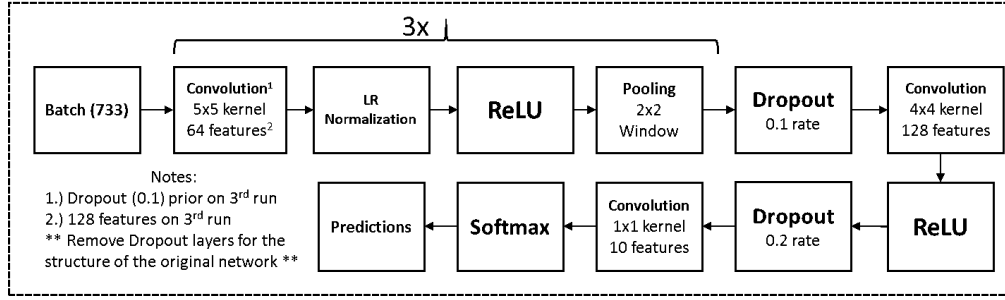 3x
Batch (733)
Convolution¹
5x5 kernel
64 features²
LR
Normalization
ReLU
Pooling
2x2
Window
Dropout
0.1 rate
Convolution
4x4 kernel
128 features
ReLU
Dropout
0.2 rate
Convolution
1x1 kernel
10 features
Softmax
Predictions
Notes:
1.) Dropout (0.1) prior on 3rd run
2.) 128 features on 3rd run
** Remove Dropout layers for the
structure of the original network **